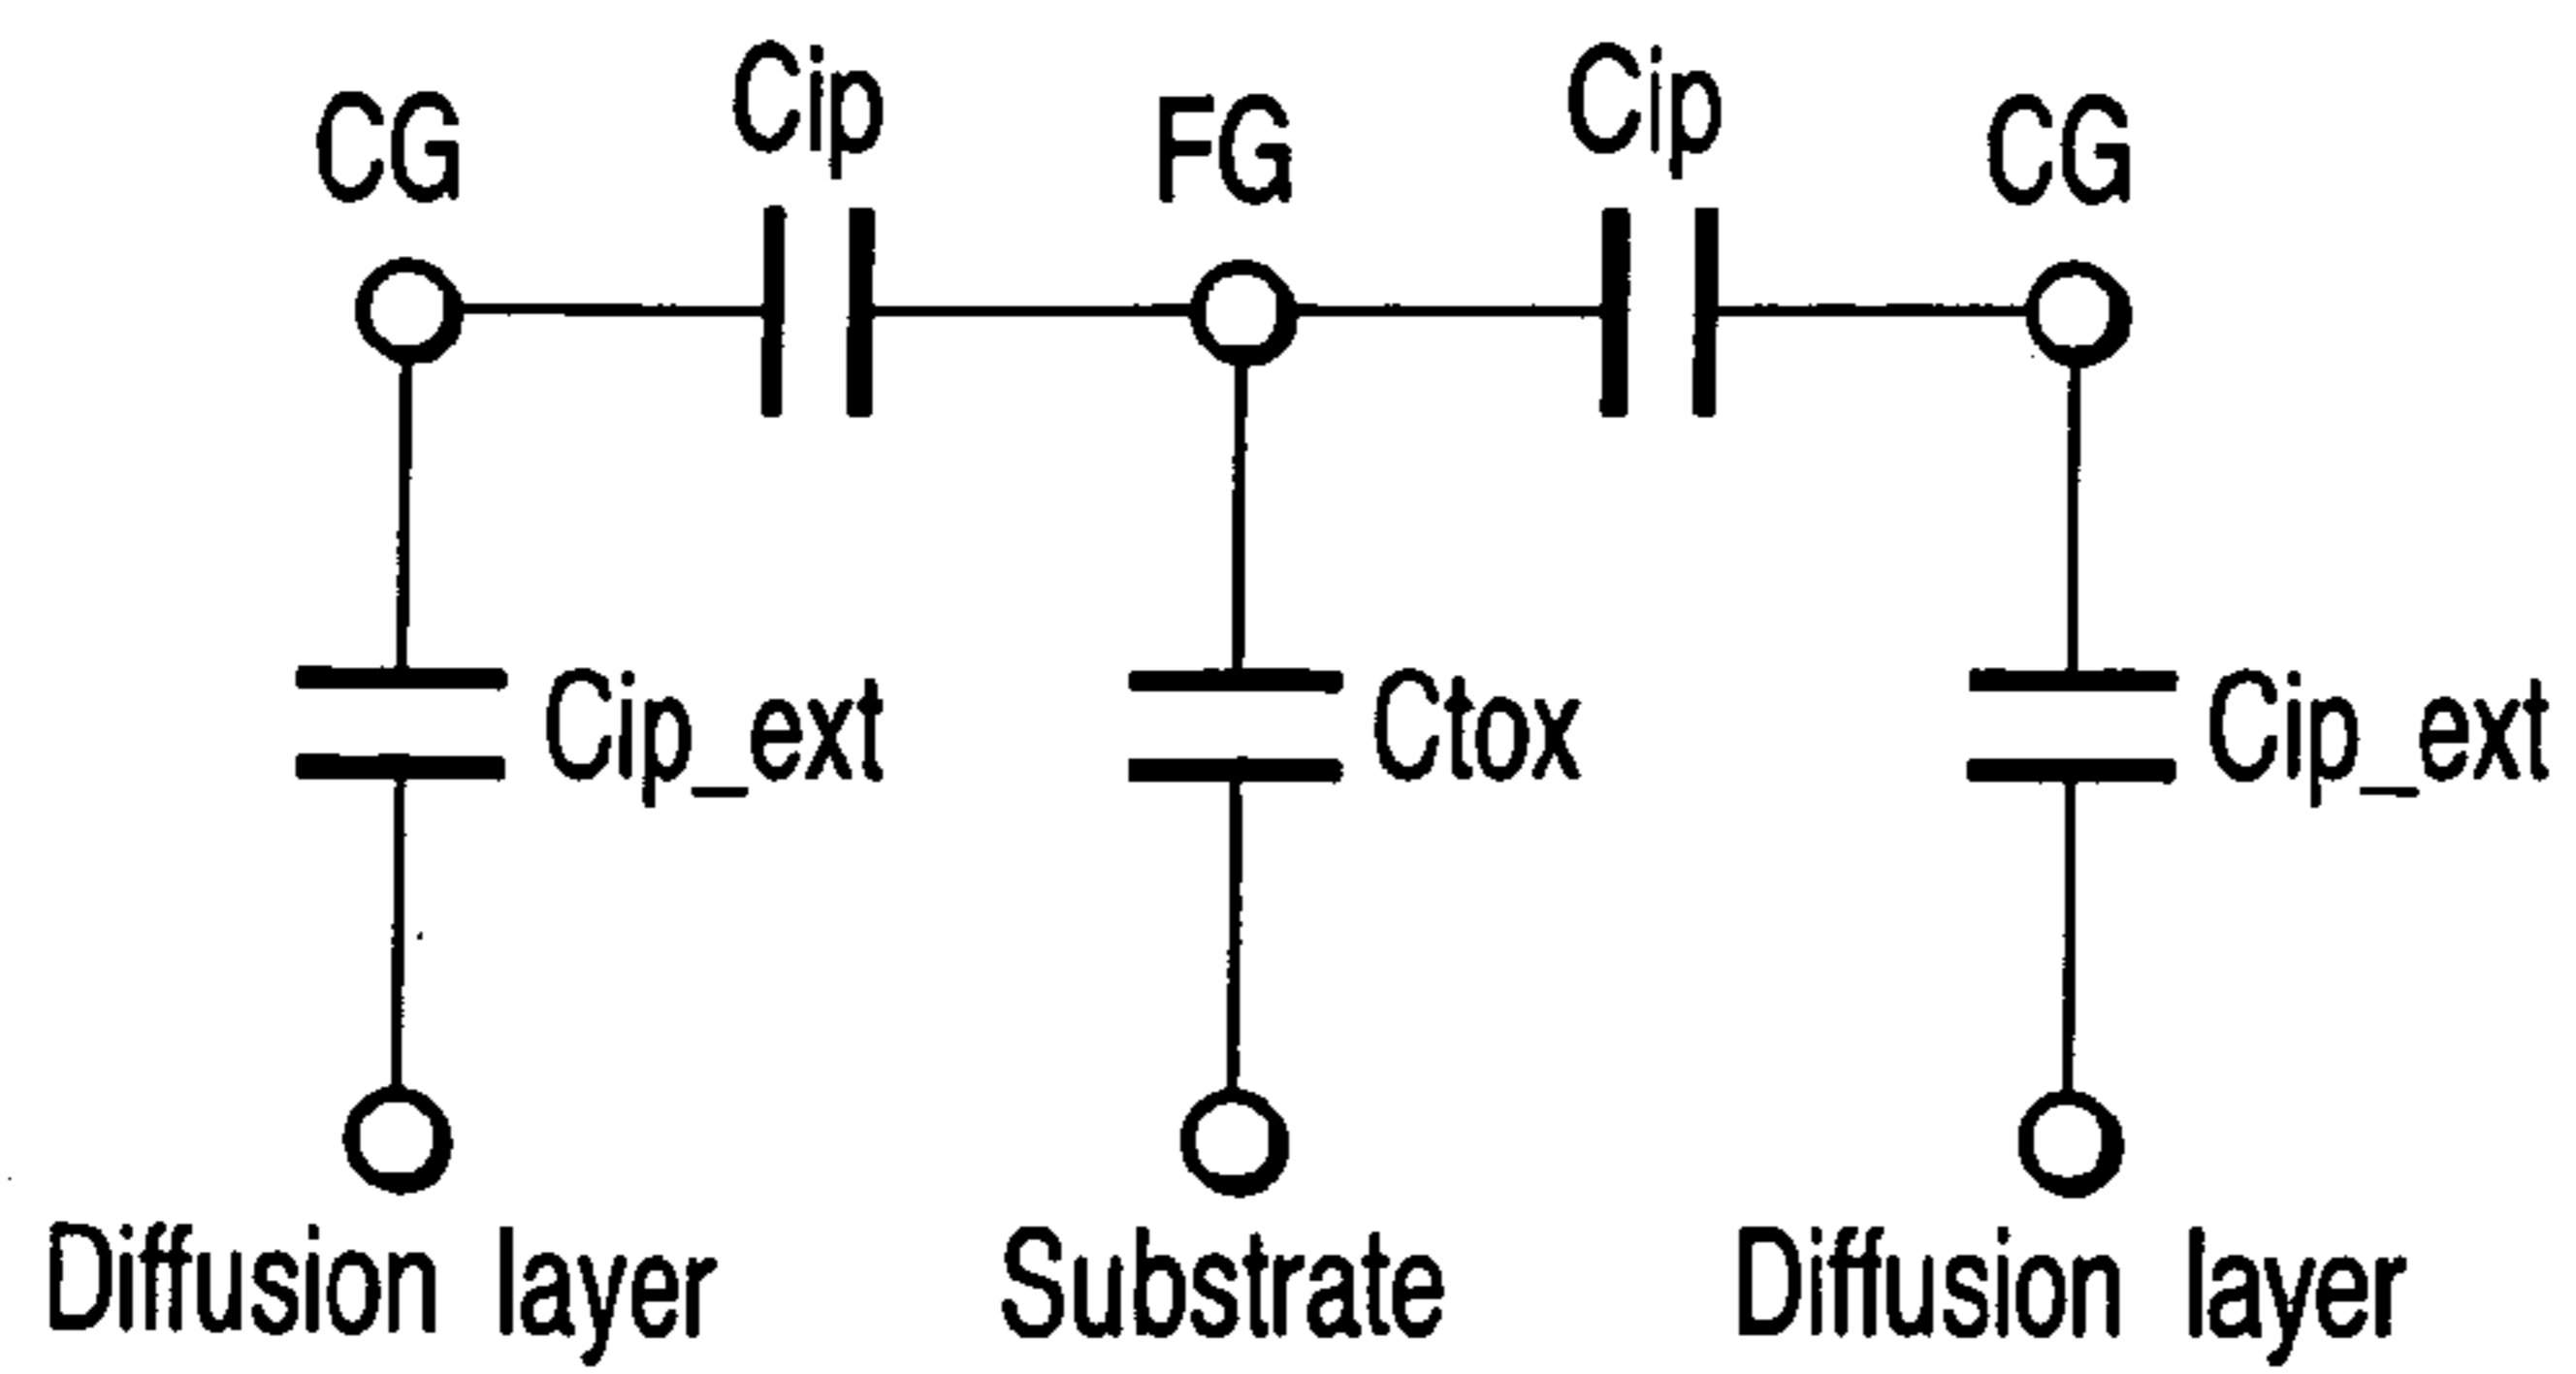 Cip Cip
CG FG CG
Cip_ext Ctox Cip_ext
Diffusion layer Substrate Diffusion layer